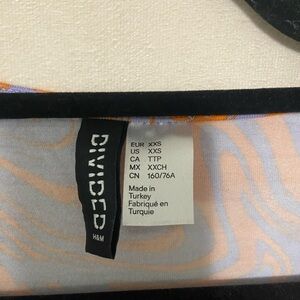 DIVIDED
H&M
EUR XXS
US XXS
CA TTP
MX XXCH
CN 160/76A
Made in
Turkey
Fabriqué en
Turquie